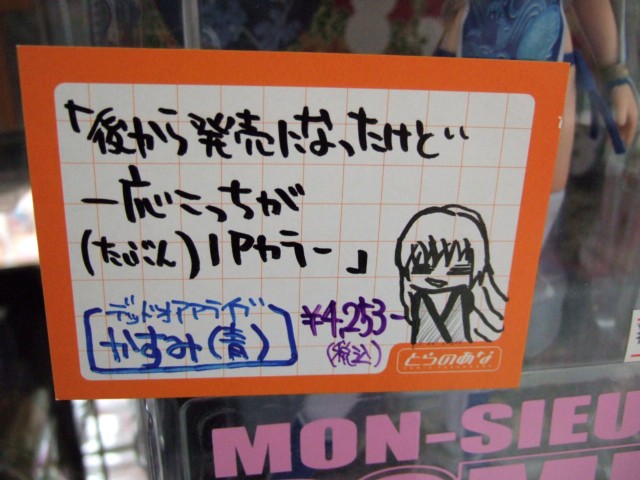 「後から発売になったけど…
一応こっちが
(たぶん) 1Pカラー」
デッドオアアライブ
かすみ(青)
¥4,253-
(税込)
とらのあな
MON-SIEU